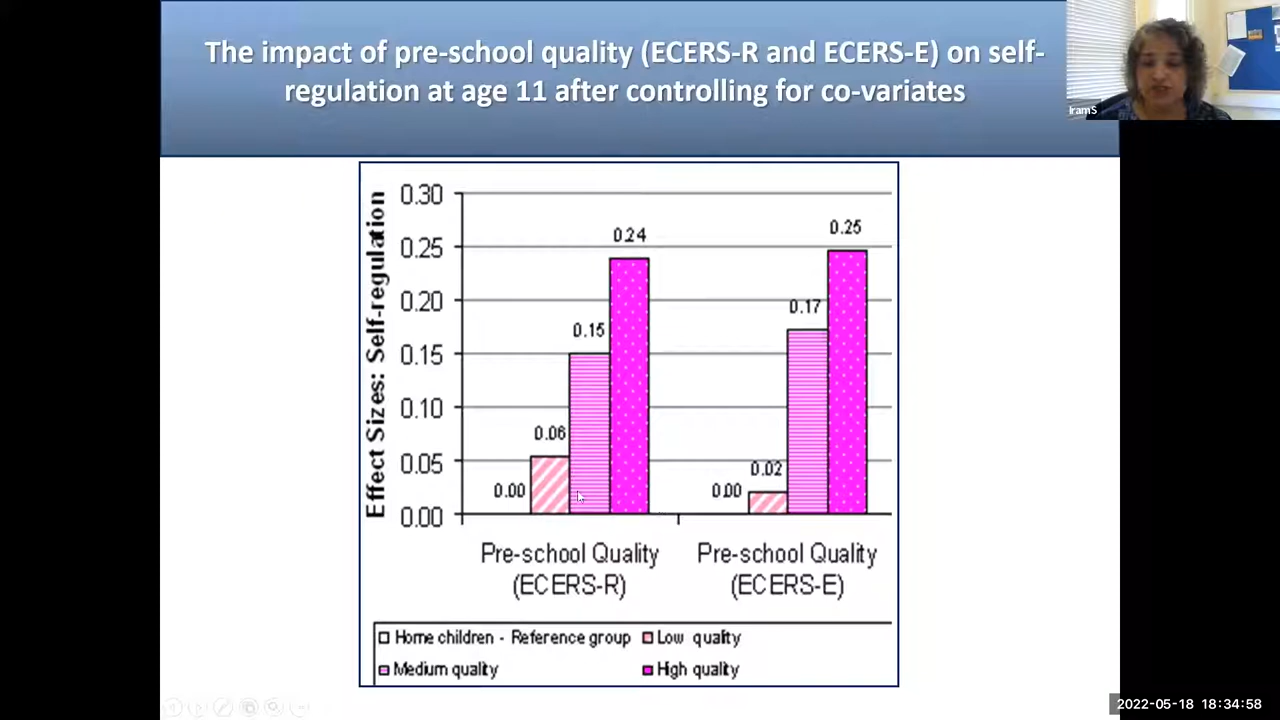 The impact of pre-school quality (ECERS-R and ECERS-E) on self-
regulation at age 11 after controlling for co-variates
IramS
Effect Sizes: Self-regulation
0.30
0.25
0.20
0.15
0.10
0.05
0.00
0.00
0.06
0.15
0.24
0.00
0.02
0.17
0.25
Pre-school Quality
(ECERS-R)
Pre-school Quality
(ECERS-E)
Home children - Reference group
Low quality
Medium quality
High quality
2022-05-18 18:34:58